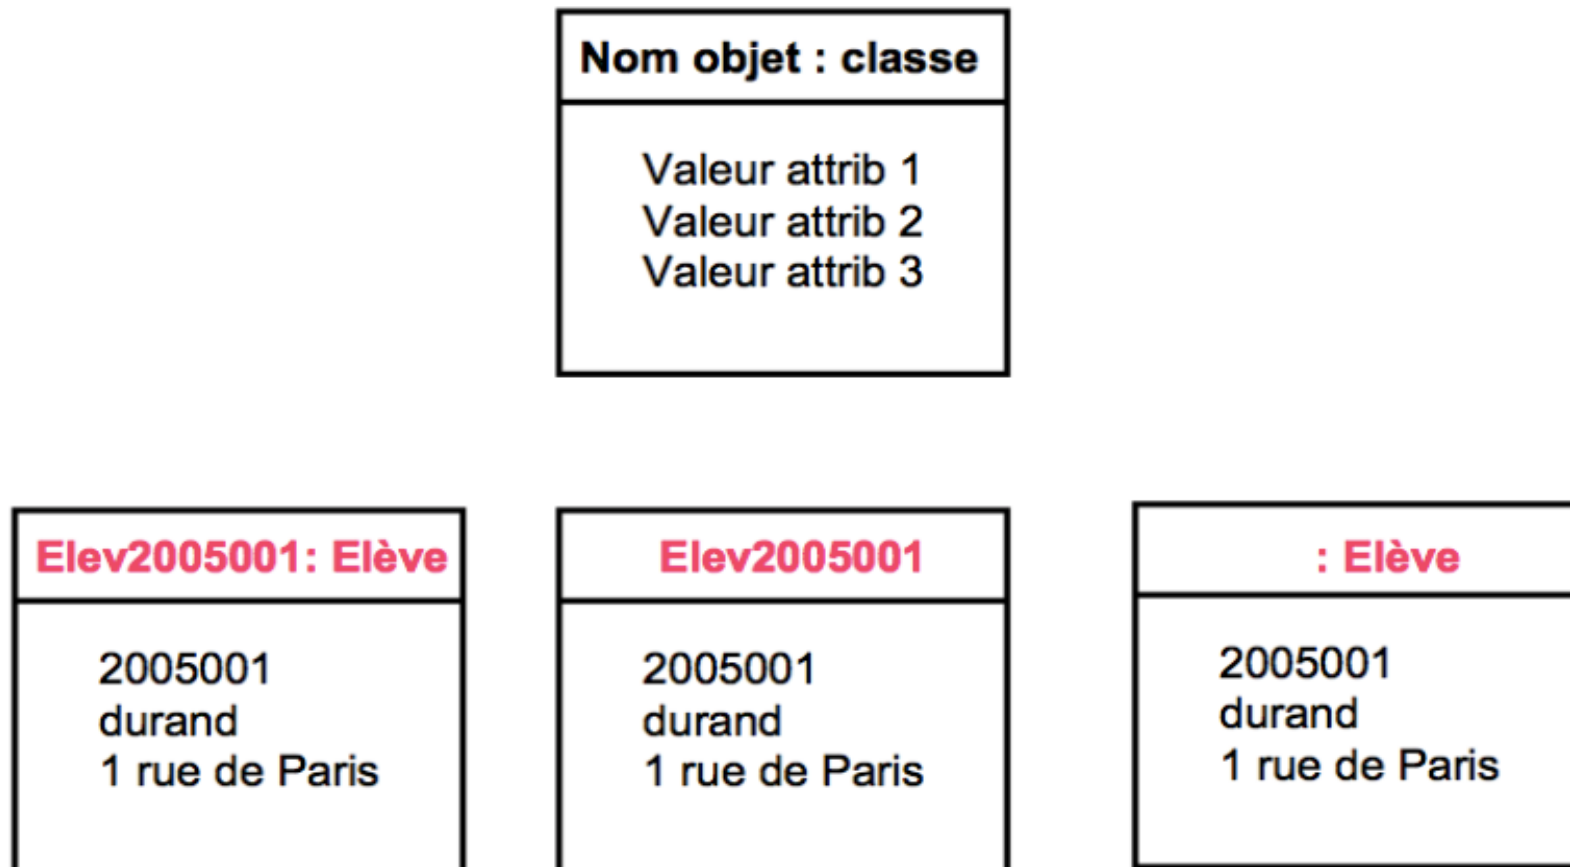 Nom objet : classe
Valeur attrib 1
Valeur attrib 2
Valeur attrib 3
Elev2005001: Elève
2005001
durand
1 rue de Paris
Elev2005001
2005001
durand
1 rue de Paris
: Elève
2005001
durand
1 rue de Paris